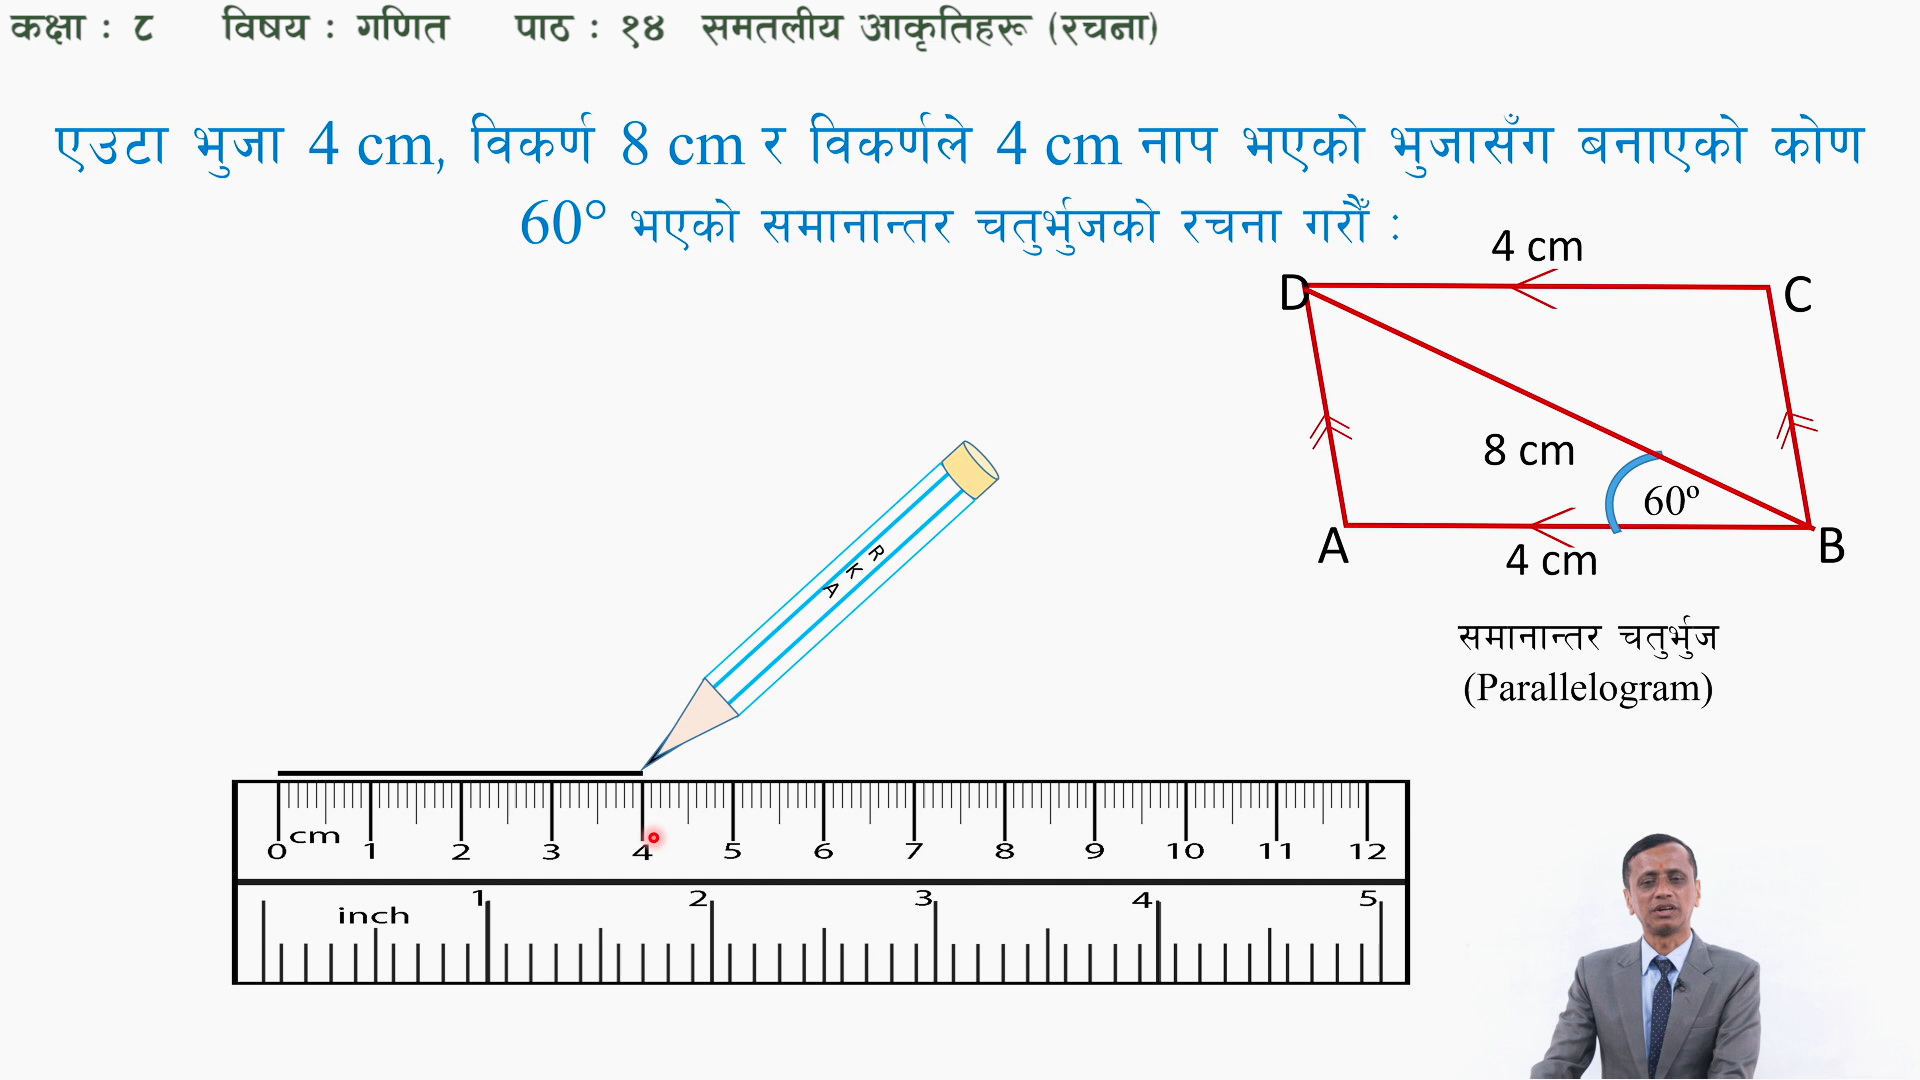 कक्षा : ८ विषय : गणित पाठ : १४ समतलीय आकृतिहरू (रचना)
एउटा भुजा 4 cm, विकर्ण 8 cm र विकर्णले 4 cm नाप भएको भुजासँग बनाएको कोण
60° भएको समानान्तर चतुर्भुजको रचना गरौँ :
4 cm
D C
8 cm
60º
A B
4 cm
समानान्तर चतुर्भुज
(Parallelogram)
R K A
cm
0 1 2 3 4 5 6 7 8 9 10 11 12
1 2 3 4 5
inch